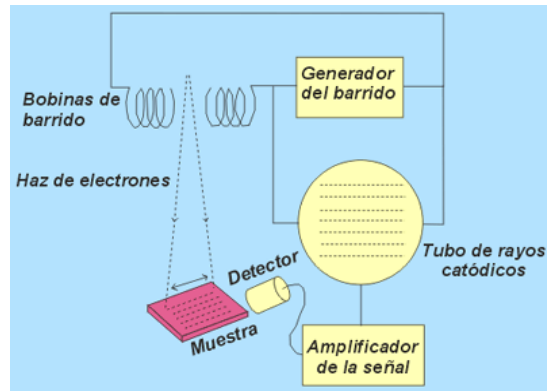 Generador
del barrido
Bobinas de
barrido
Haz de electrones
Detector
Muestra
Tubo de rayos
catódicos
Amplificador
de la señal